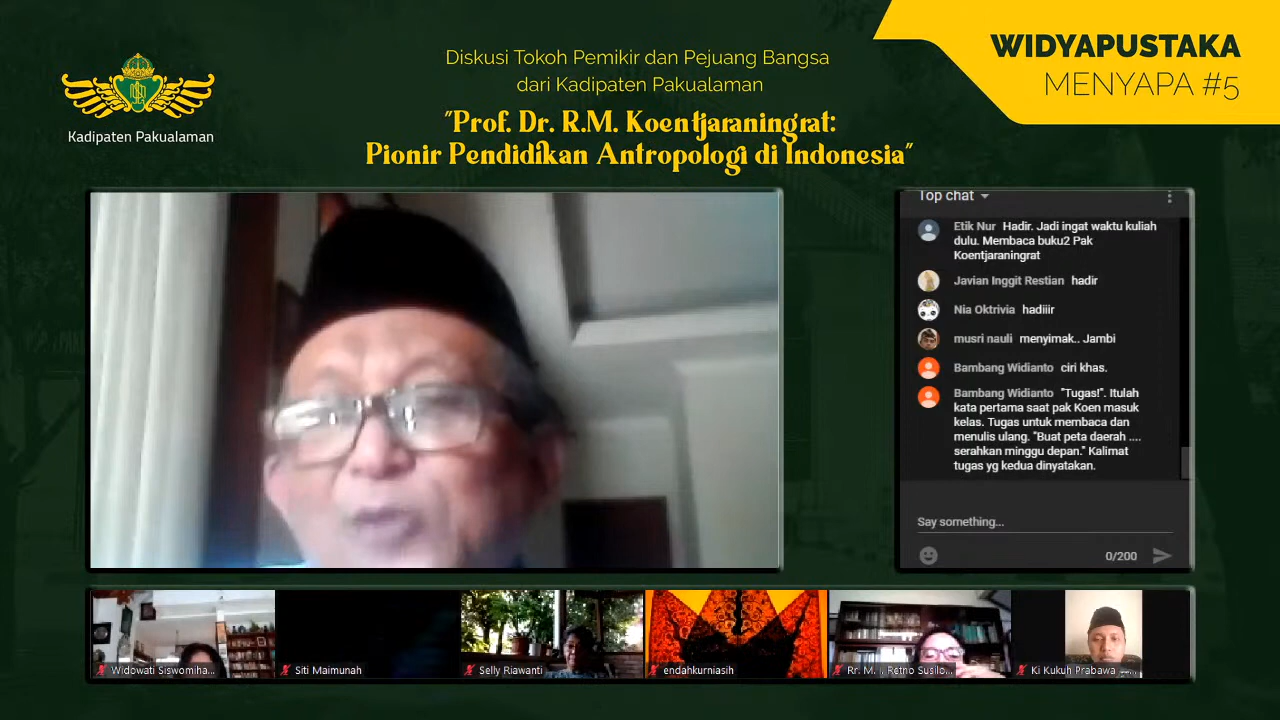 WIDYAPUSTAKA
MENYAPA #5
Diskusi Tokoh Pemikir dan Pejuang Bangsa
dari Kadipaten Pakualaman
"Prof. Dr. R.M. Koentjaraningrat:
Pionir Pendidikan Antropologi di Indonesia"
Kadipaten Pakualaman
Top chat
Etik Nur Hadir. Jadi ingat waktu kuliah
dulu. Membaca buku2 Pak
Koentjaraningrat
Javian Inggit Restian hadir
Nia Oktrivia hadiiir
musri nauli menyimak.. Jambi
Bambang Widianto ciri khas.
Bambang Widianto "Tugas!". Itulah
kata pertama saat pak Koen masuk
kelas. Tugas untuk membaca dan
menulis ulang. "Buat peta daerah ....
serahkan minggu depan." Kalimat
tugas yg kedua dinyatakan.
Say something...
0/200
Widowati Siswomiha...
Siti Maimunah
Selly Riawanti
endahkurniasih
Rr. M. . Retno Susilo...
Ki Kukuh Prabawa